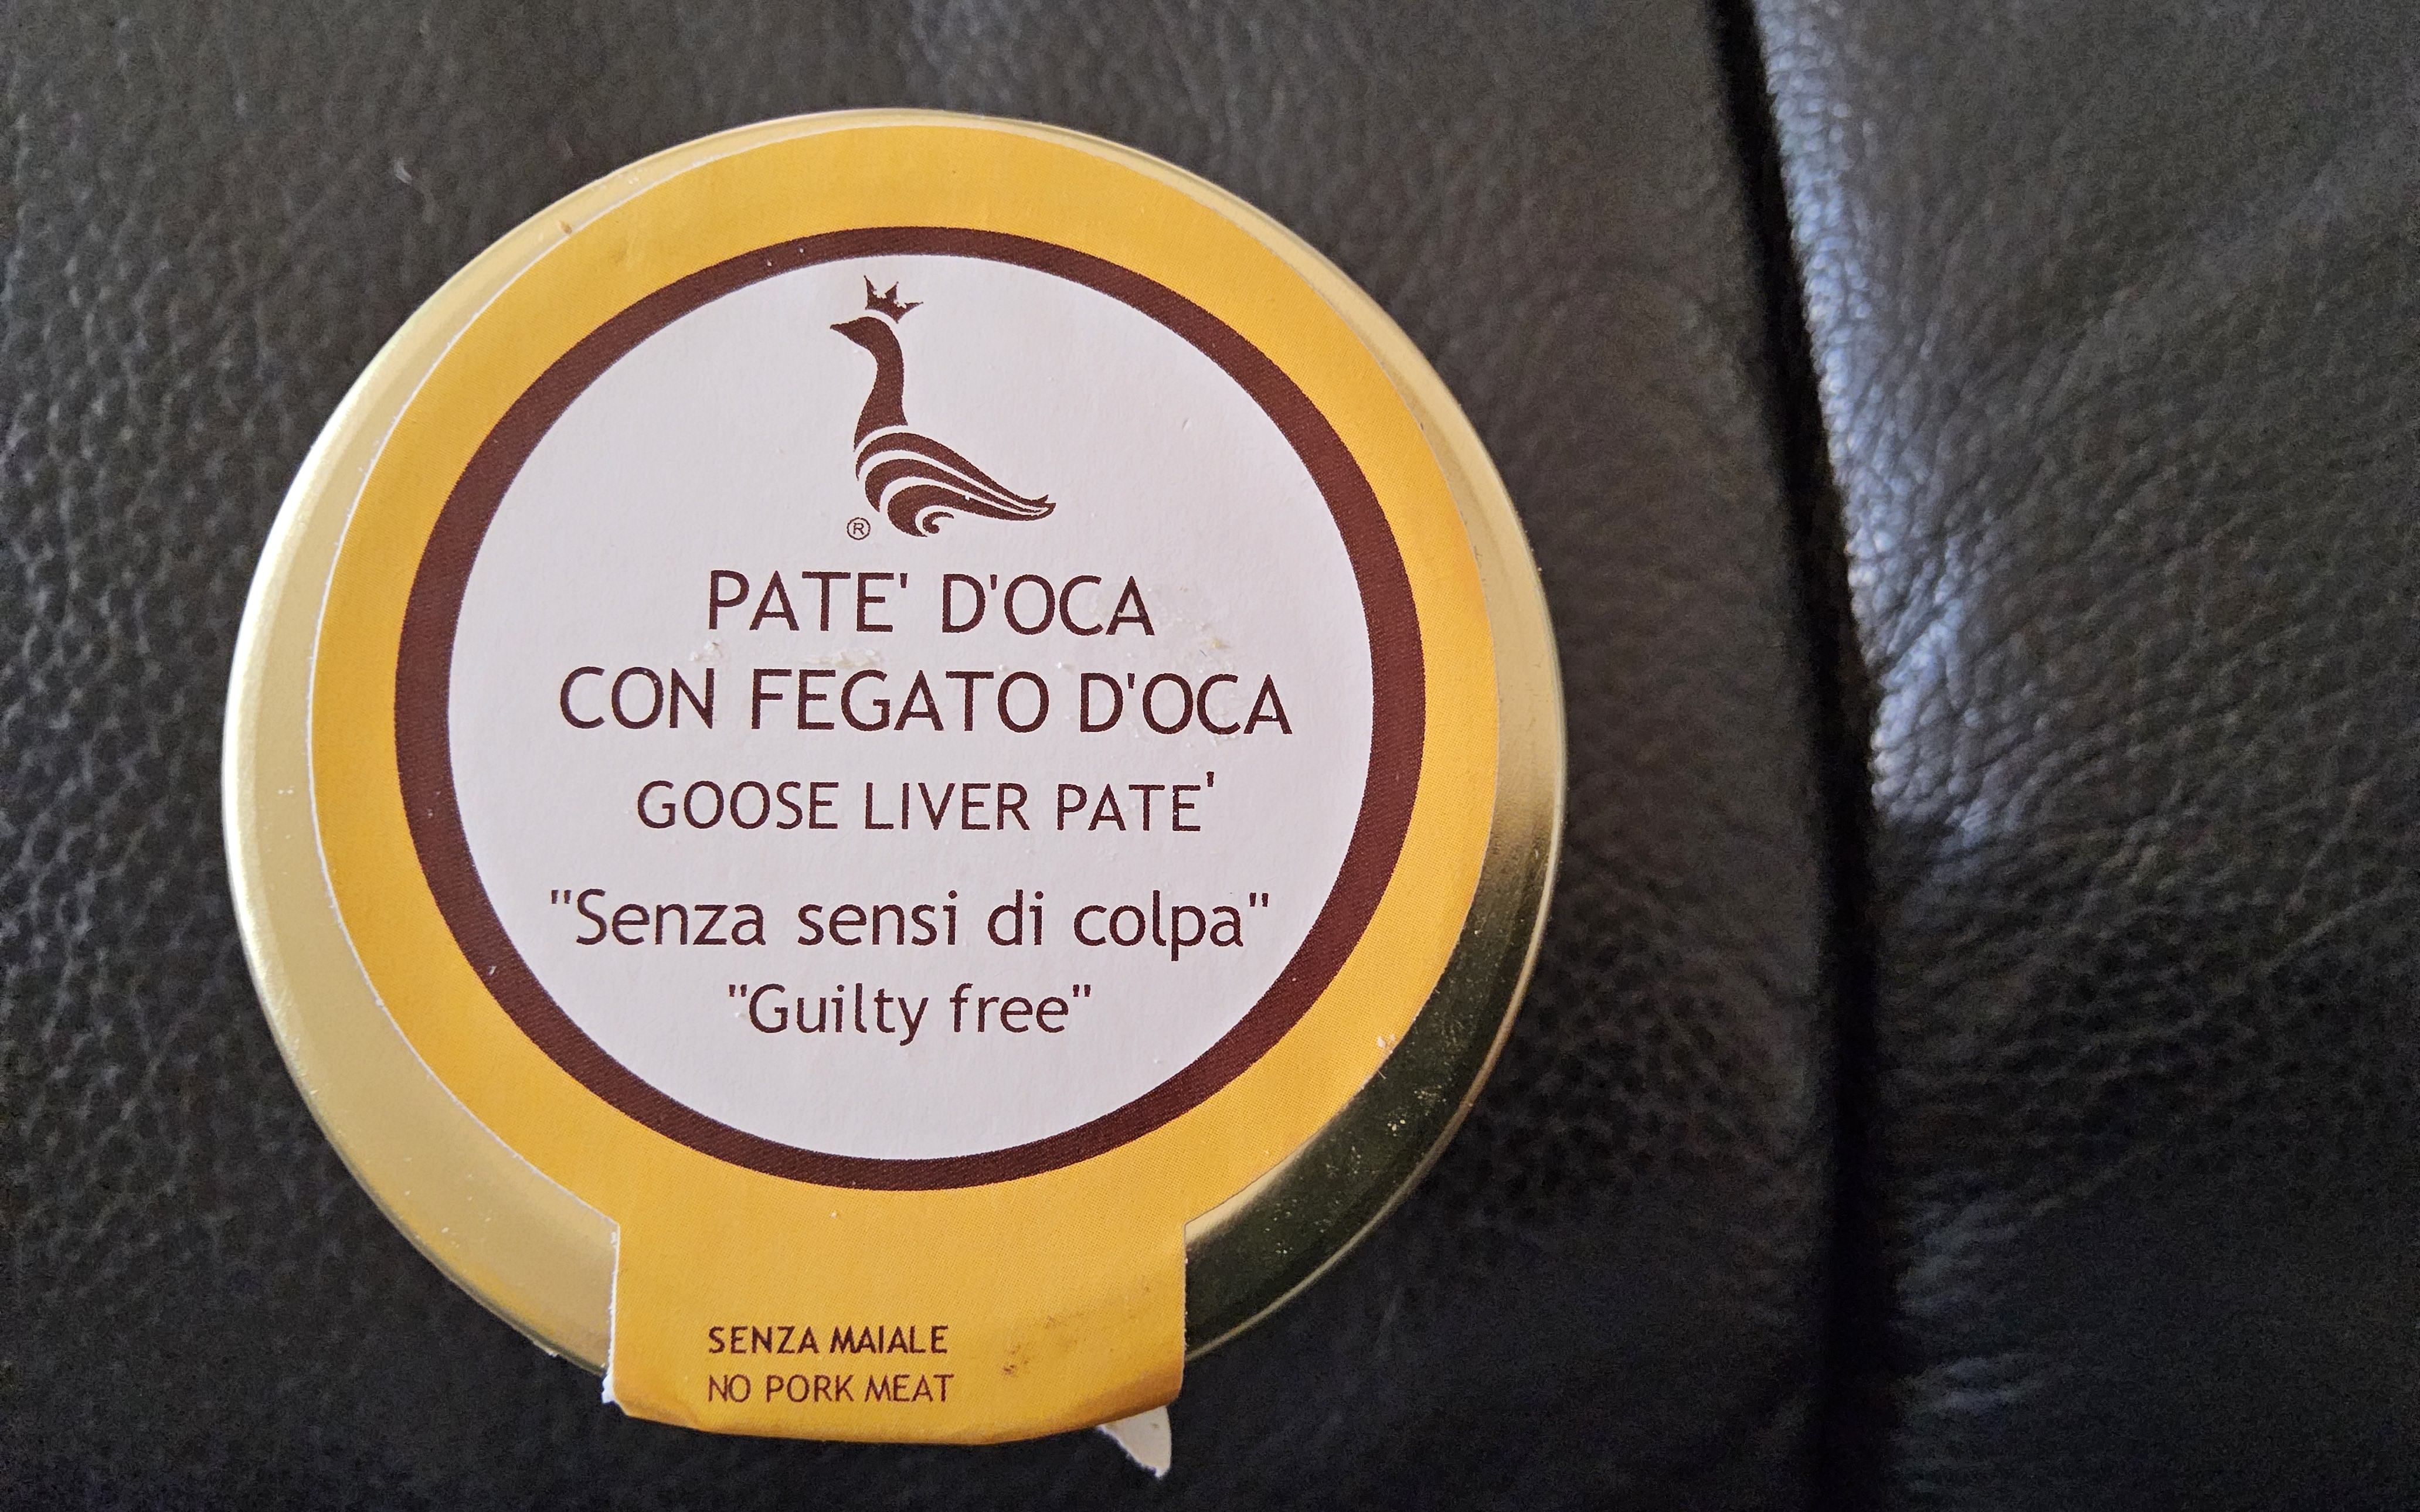 ®
PATE' D'OCA
CON FEGATO D'OCA
GOOSE LIVER PATE'
"Senza sensi di colpa"
"Guilty free"
SENZA MAIALE
NO PORK MEAT